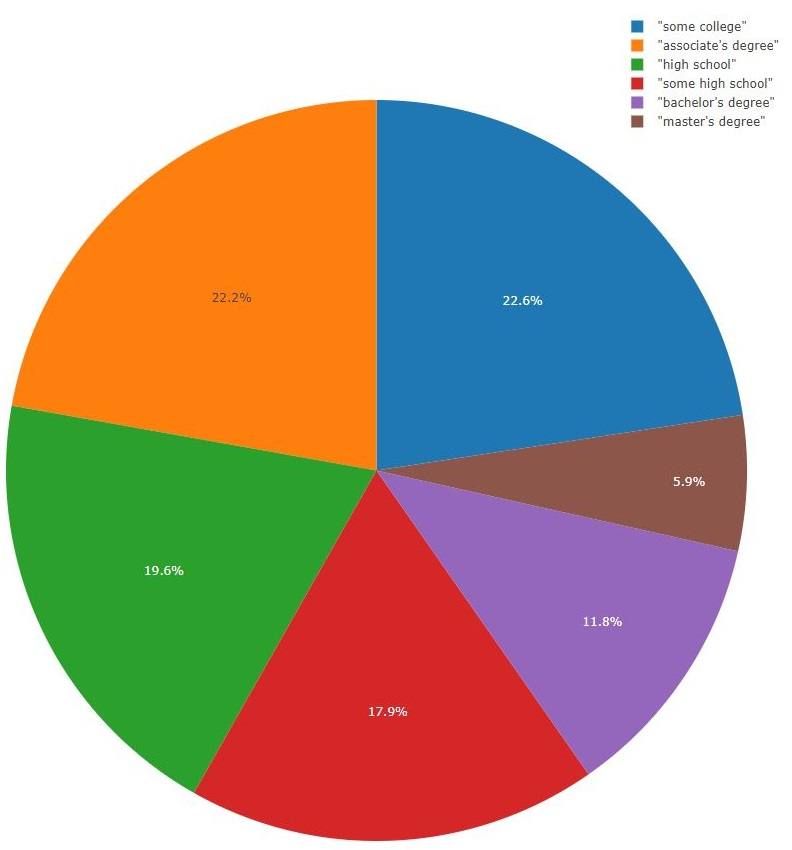 "some college"
"associate's degree"
"high school"
"some high school"
"bachelor's degree"
"master's degree"
22.2%
22.6%
5.9%
19.6%
11.8%
17.9%